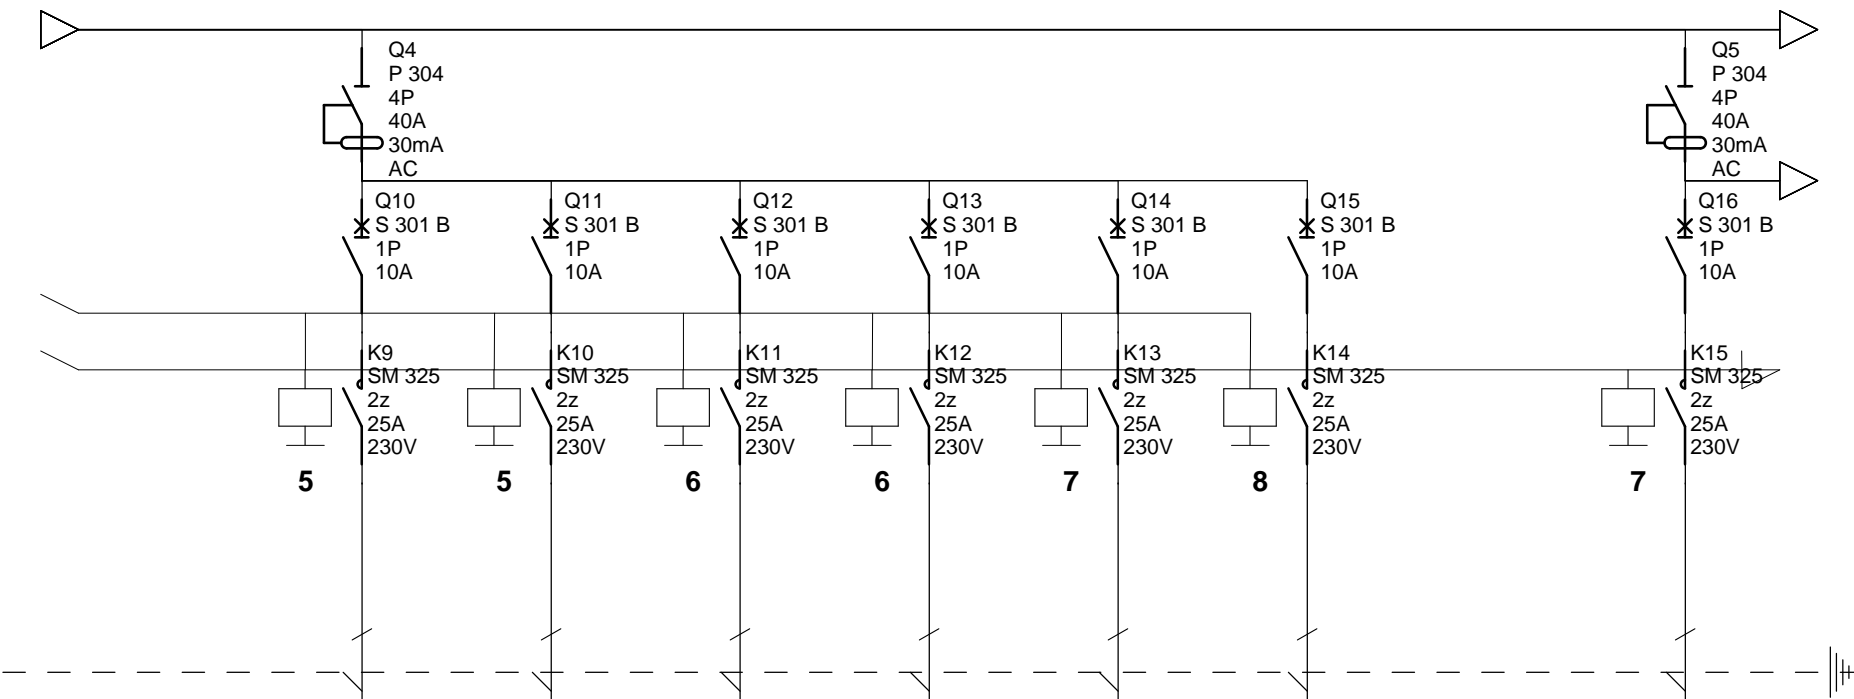 Q4
P 304
4P
40A
30mA
AC
Q5
P 304
4P
40A
30mA
AC
Q10
S 301 B
1P
10A
Q11
S 301 B
1P
10A
Q12
S 301 B
1P
10A
Q13
S 301 B
1P
10A
Q14
S 301 B
1P
10A
Q15
S 301 B
1P
10A
Q16
S 301 B
1P
10A
K9
SM 325
2z
25A
230V
5
K10
SM 325
2z
25A
230V
5
K11
SM 325
2z
25A
230V
6
K12
SM 325
2z
25A
230V
6
K13
SM 325
2z
25A
230V
7
K14
SM 325
2z
25A
230V
8
K15
SM 325
2z
25A
230V
7